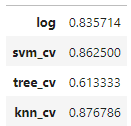 log 0.835714
svm_cv 0.862500
tree_cv 0.613333
knn_cv 0.876786